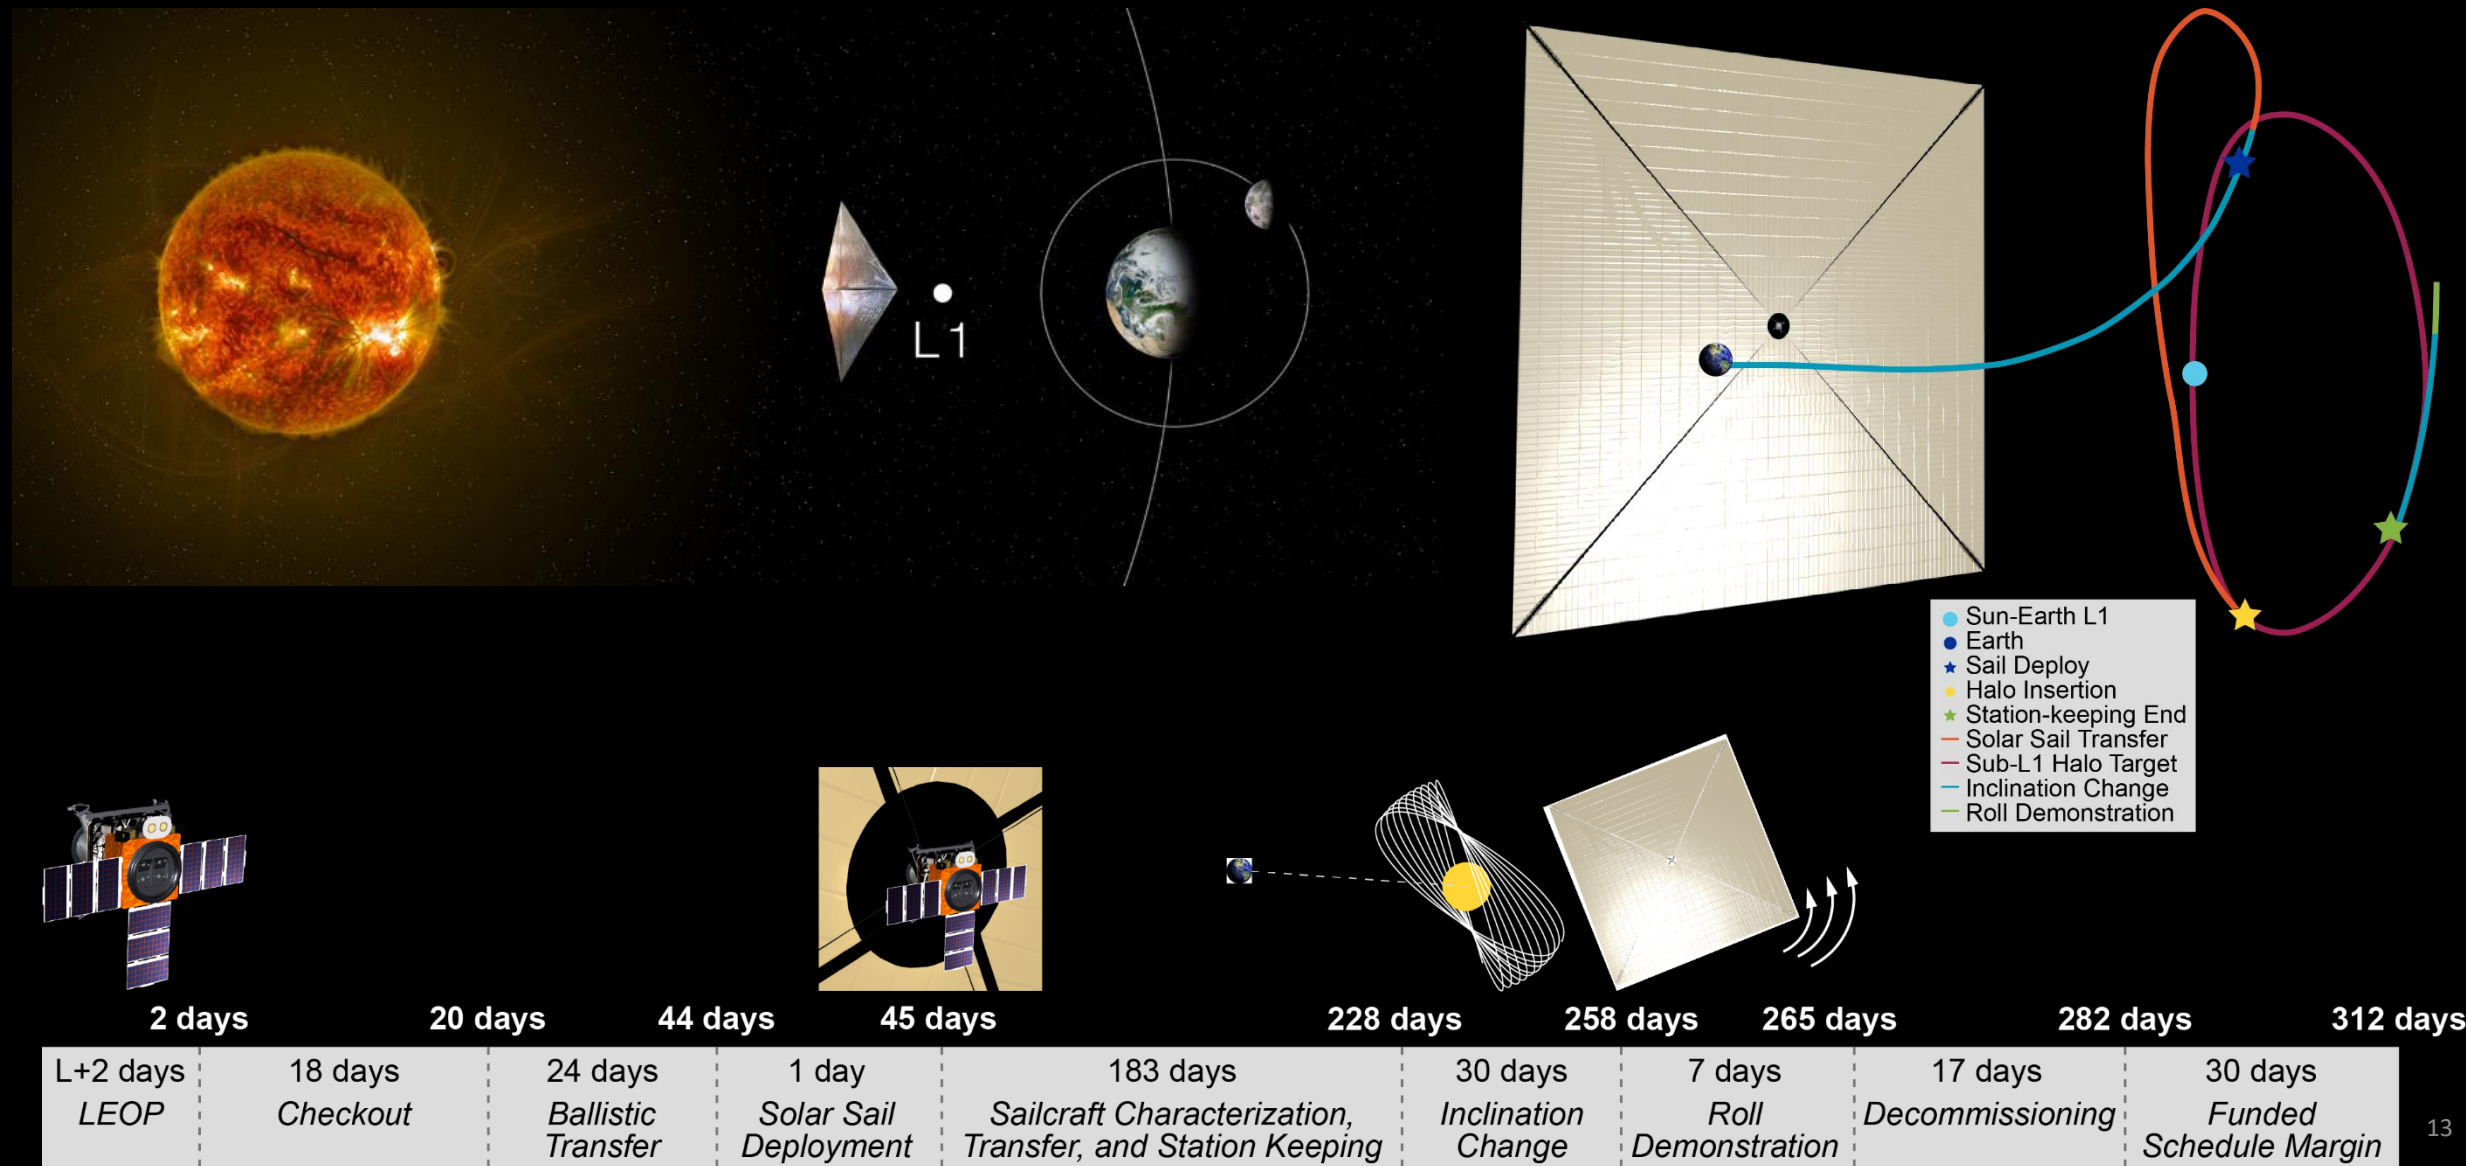 L1
Sun-Earth L1
Earth
Sail Deploy
Halo Insertion
Station-keeping End
Solar Sail Transfer
Sub-L1 Halo Target
Inclination Change
Roll Demonstration
2 days
20 days
44 days
45 days
228 days
258 days
265 days
282 days
312 days
L+2 days
LEOP
18 days
Checkout
24 days
Ballistic
Transfer
1 day
Solar Sail
Deployment
183 days
Sailcraft Characterization,
Transfer, and Station Keeping
30 days
Inclination
Change
7 days
Roll
Demonstration
17 days
Decommissioning
30 days
Funded
Schedule Margin
13